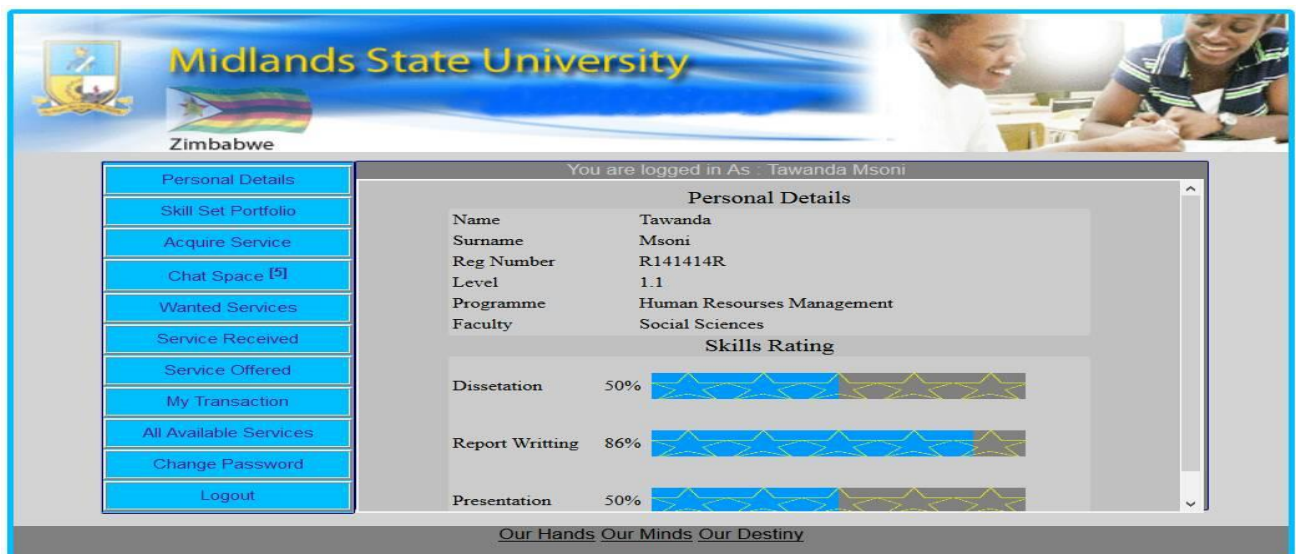 Midlands State University
Zimbabwe
Personal Details
Skill Set Portfolio
Acquire Service
Chat Space [5]
Wanted Services
Service Received
Service Offered
My Transaction
All Available Services
Change Password
Logout
You are logged in As : Tawanda Msoni
Personal Details
Name Tawanda
Surname Msoni
Reg Number R141414R
Level 1.1
Programme Human Resourses Management
Faculty Social Sciences
Skills Rating
Dissetation 50%
Report Writting 86%
Presentation 50%
Our Hands Our Minds Our Destiny